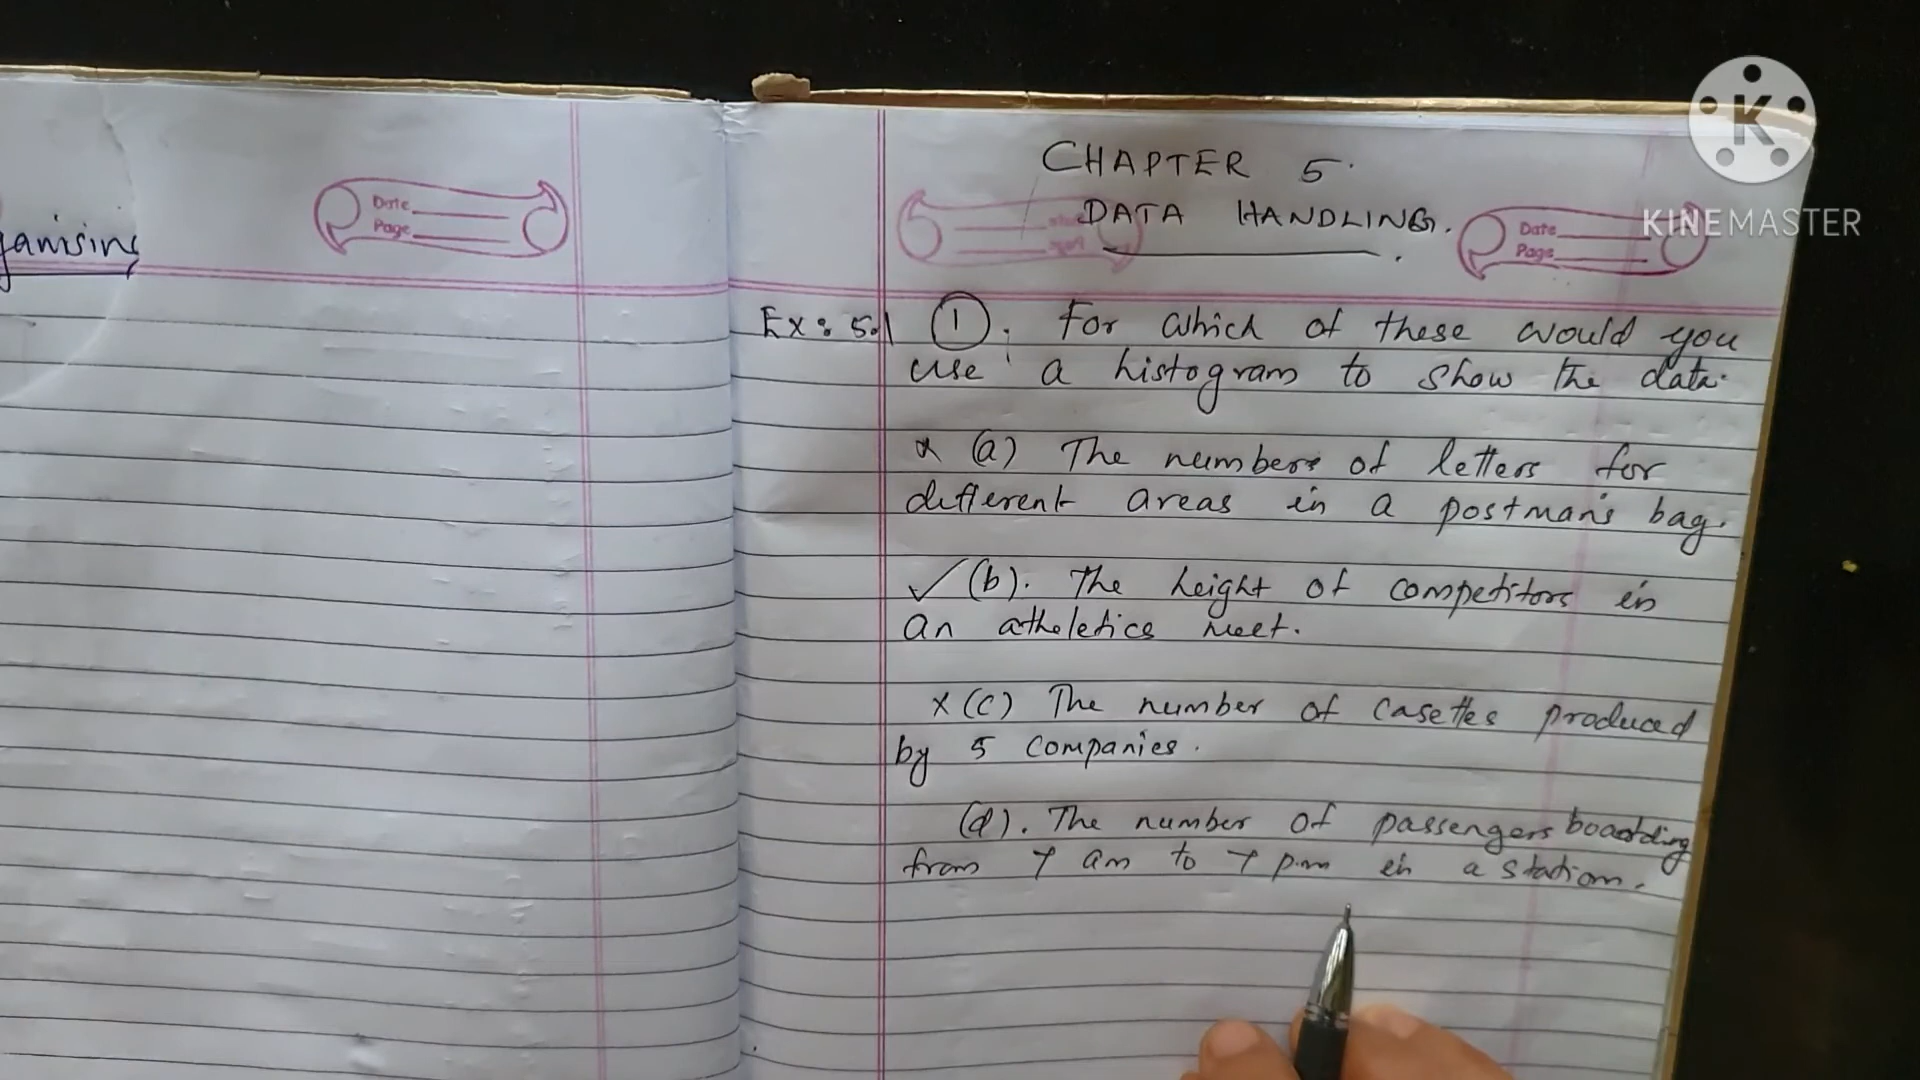 KINEMASTER
ganising
Date
Page
CHAPTER 5.
DATA HANDLING.
Date
Page
Ex: 5.1 (1). For which of these would you
use a histogram to show the data.
x (a) The numbers of letters for
different areas in a postman's bag.
✓ (b). The height of competitors in
an atheletics meet.
x (c) The number of casettes produced
by 5 companies.
(d). The number of passengers boarding
from 7 am to 7 p.m in a station.